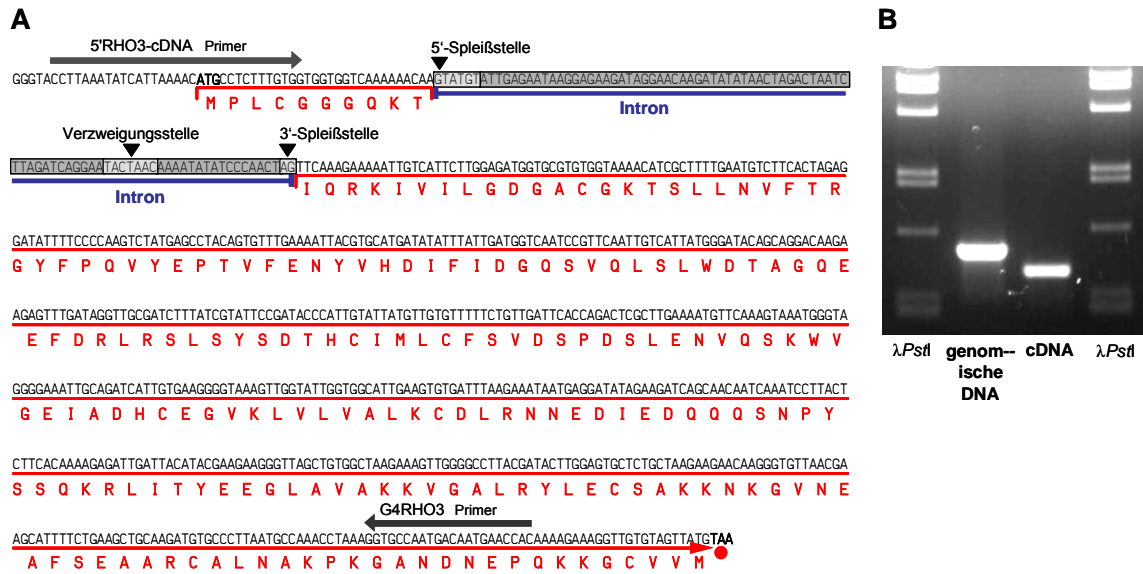 A
B
5'RHO3-cDNA Primer
5'-Spleißstelle
GGGTACCTTAAATATCATTAAAACATGCCTCTTTGTGGTGGTGGTCAAAAAACAAGTATGTATTGAGAATAAGGAGAAGATAGGAACAAGATATATAACTAGACTAATC
M P L C G G G Q K T
Intron
Verzweigungsstelle
3'-Spleißstelle
TTAGATCAGGAATACTAACAAAATATATCCCAACTAGTTCAAAGAAAAATTGTCATTCTTGGAGATGGTGCGTGTGGTAAAACATCGCTTTTGAATGTCTTCACTAGAG
I Q R K I V I L G D G A C G K T S L L N V F T R
Intron
GATATTTTCCCCAAGTCTATGAGCCTACAGTGTTTGAAAATTACGTGCATGATATATTTATTGATGGTCAATCCGTTCAATTGTCATTATGGGATACAGCAGGACAAGA
G Y F P Q V Y E P T V F E N Y V H D I F I D G Q S V Q L S L W D T A G Q E
AGAGTTTGATAGGTTGCGATCTTTATCGTATTCCGATACCCATTGTATTATGTTGTGTTTTTCTGTTGATTCACCAGACTCGCTTGAAAATGTTCAAAGTAAATGGGTA
E F D R L R S L S Y S D T H C I M L C F S V D S P D S L E N V Q S K W V
GGGGAAATTGCAGATCATTGTGAAGGGGTAAAGTTGGTATTGGTGGCATTGAAGTGTGATTTAAGAAATAATGAGGATATAGAAGATCAGCAACAATCAAATCCTTACT
G E I A D H C E G V K L V L V A L K C D L R N N E D I E D Q Q Q S N P Y
CTTCACAAAAGAGATTGATTACATACGAAGAAGGGTTAGCTGTGGCTAAGAAAGTTGGGGCCTTACGATACTTGGAGTGCTCTGCTAAGAAGAACAAGGGTGTTAACGA
S S Q K R L I T Y E E G L A V A K K V G A L R Y L E C S A K K N K G V N E
G4RHO3 Primer
AGCATTTTCTGAAGCTGCAAGATGTGCCCTTAATGCCAAACCTAAAGGTGCCAATGACAATGAACCACAAAAGAAAGGTTGTGTAGTTATGTAA
A F S E A A R C A L N A K P K G A N D N E P Q K K G C V V M
λPstI
genom--
ische
DNA
cDNA
λPstI